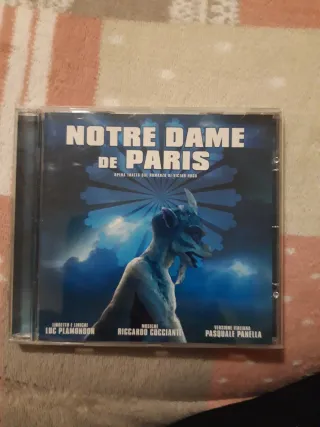 NOTRE DAME
DE PARIS
OPERA TRATTA DAL ROMANZO DI VICTOR HUGO
LIBRETTO E LIRICHE
LUC PLAMONDON
MUSICHE
RICCARDO COCCIANTE
VERSIONE ITALIANA
PASQUALE PANELLA